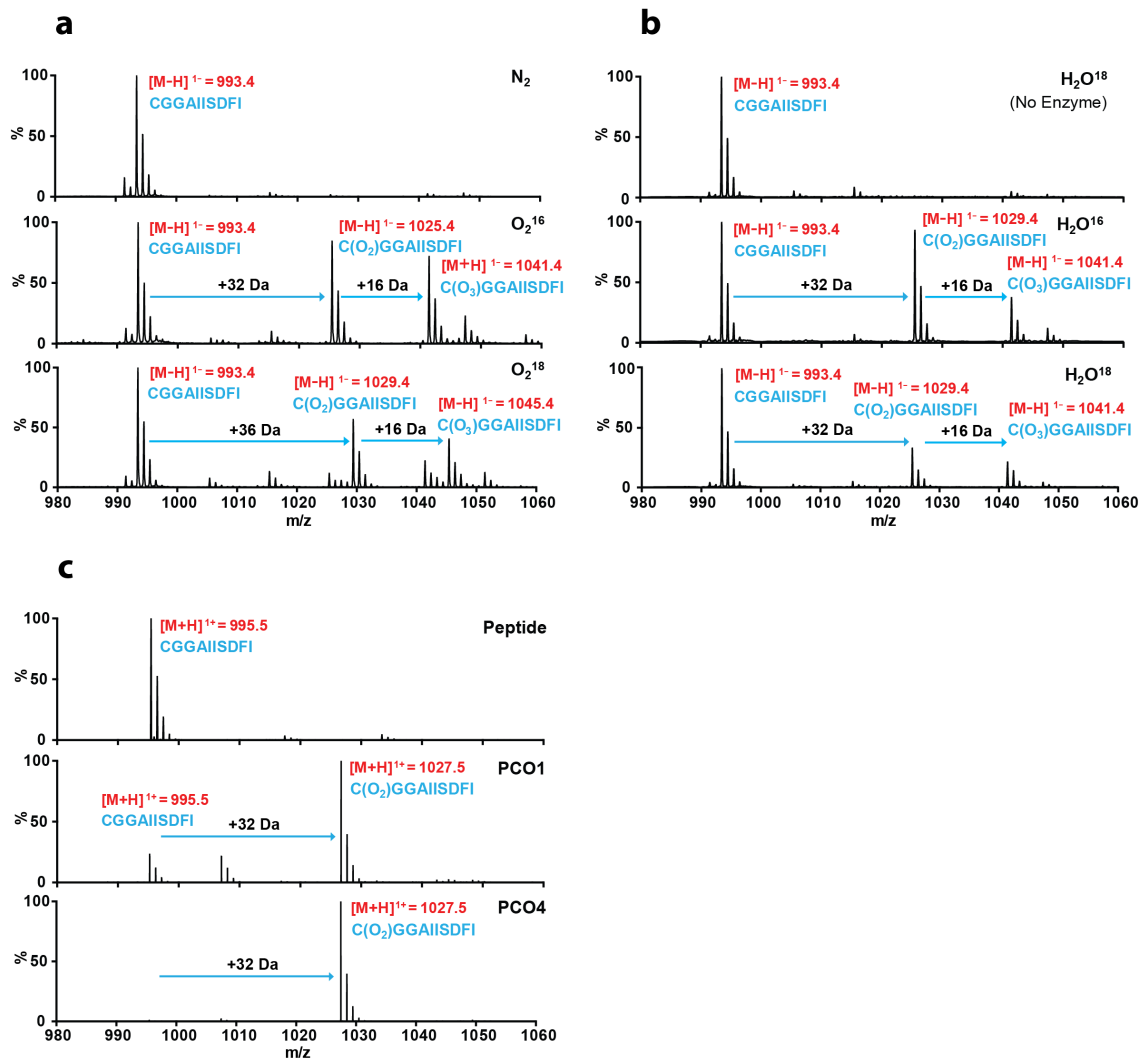 a
N₂
[M−H] ¹⁻ = 993.4
CGGAIISDFI
100
50
0
%
O₂¹⁶
[M−H] ¹⁻ = 993.4
CGGAIISDFI
[M−H] ¹⁻ = 1025.4
C(O₂)GGAIISDFI
[M+H] ¹⁻ = 1041.4
C(O₃)GGAIISDFI
+32 Da
+16 Da
100
50
0
%
O₂¹⁸
[M−H] ¹⁻ = 993.4
CGGAIISDFI
[M−H] ¹⁻ = 1029.4
C(O₂)GGAIISDFI
[M−H] ¹⁻ = 1045.4
C(O₃)GGAIISDFI
+36 Da
+16 Da
100
50
0
%
980 990 1000 1010 1020 1030 1040 1050 1060
m/z
b
H₂O¹⁸
(No Enzyme)
[M−H] ¹⁻ = 993.4
CGGAIISDFI
100
50
0
%
H₂O¹⁶
[M−H] ¹⁻ = 993.4
CGGAIISDFI
[M−H] ¹⁻ = 1029.4
C(O₂)GGAIISDFI
[M−H] ¹⁻ = 1041.4
C(O₃)GGAIISDFI
+32 Da
+16 Da
100
50
0
%
H₂O¹⁸
[M−H] ¹⁻ = 993.4
CGGAIISDFI
[M−H] ¹⁻ = 1029.4
C(O₂)GGAIISDFI
[M−H] ¹⁻ = 1041.4
C(O₃)GGAIISDFI
+32 Da
+16 Da
100
50
0
%
980 990 1000 1010 1020 1030 1040 1050 1060
m/z
c
Peptide
[M+H] ¹⁺ = 995.5
CGGAIISDFI
100
50
0
%
PCO1
[M+H] ¹⁺ = 995.5
CGGAIISDFI
[M+H] ¹⁺ = 1027.5
C(O₂)GGAIISDFI
+32 Da
100
50
0
%
PCO4
[M+H] ¹⁺ = 1027.5
C(O₂)GGAIISDFI
+32 Da
100
50
0
%
980 990 1000 1010 1020 1030 1040 1050 1060
m/z